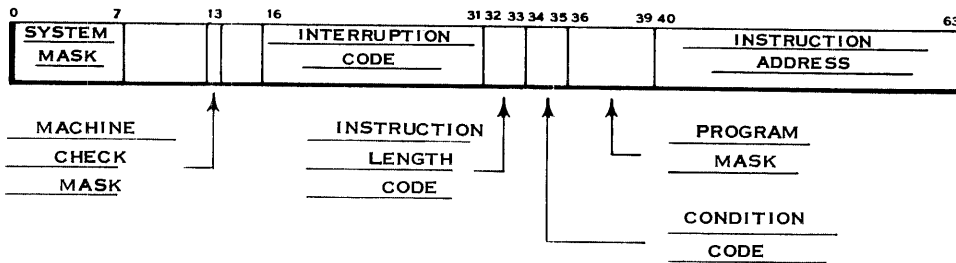 0 7 13 16 31 32 33 34 35 36 39 40 63
SYSTEM
MASK
INTERRUPTION
CODE
INSTRUCTION
ADDRESS
MACHINE
CHECK
MASK
INSTRUCTION
LENGTH
CODE
PROGRAM
MASK
CONDITION
CODE